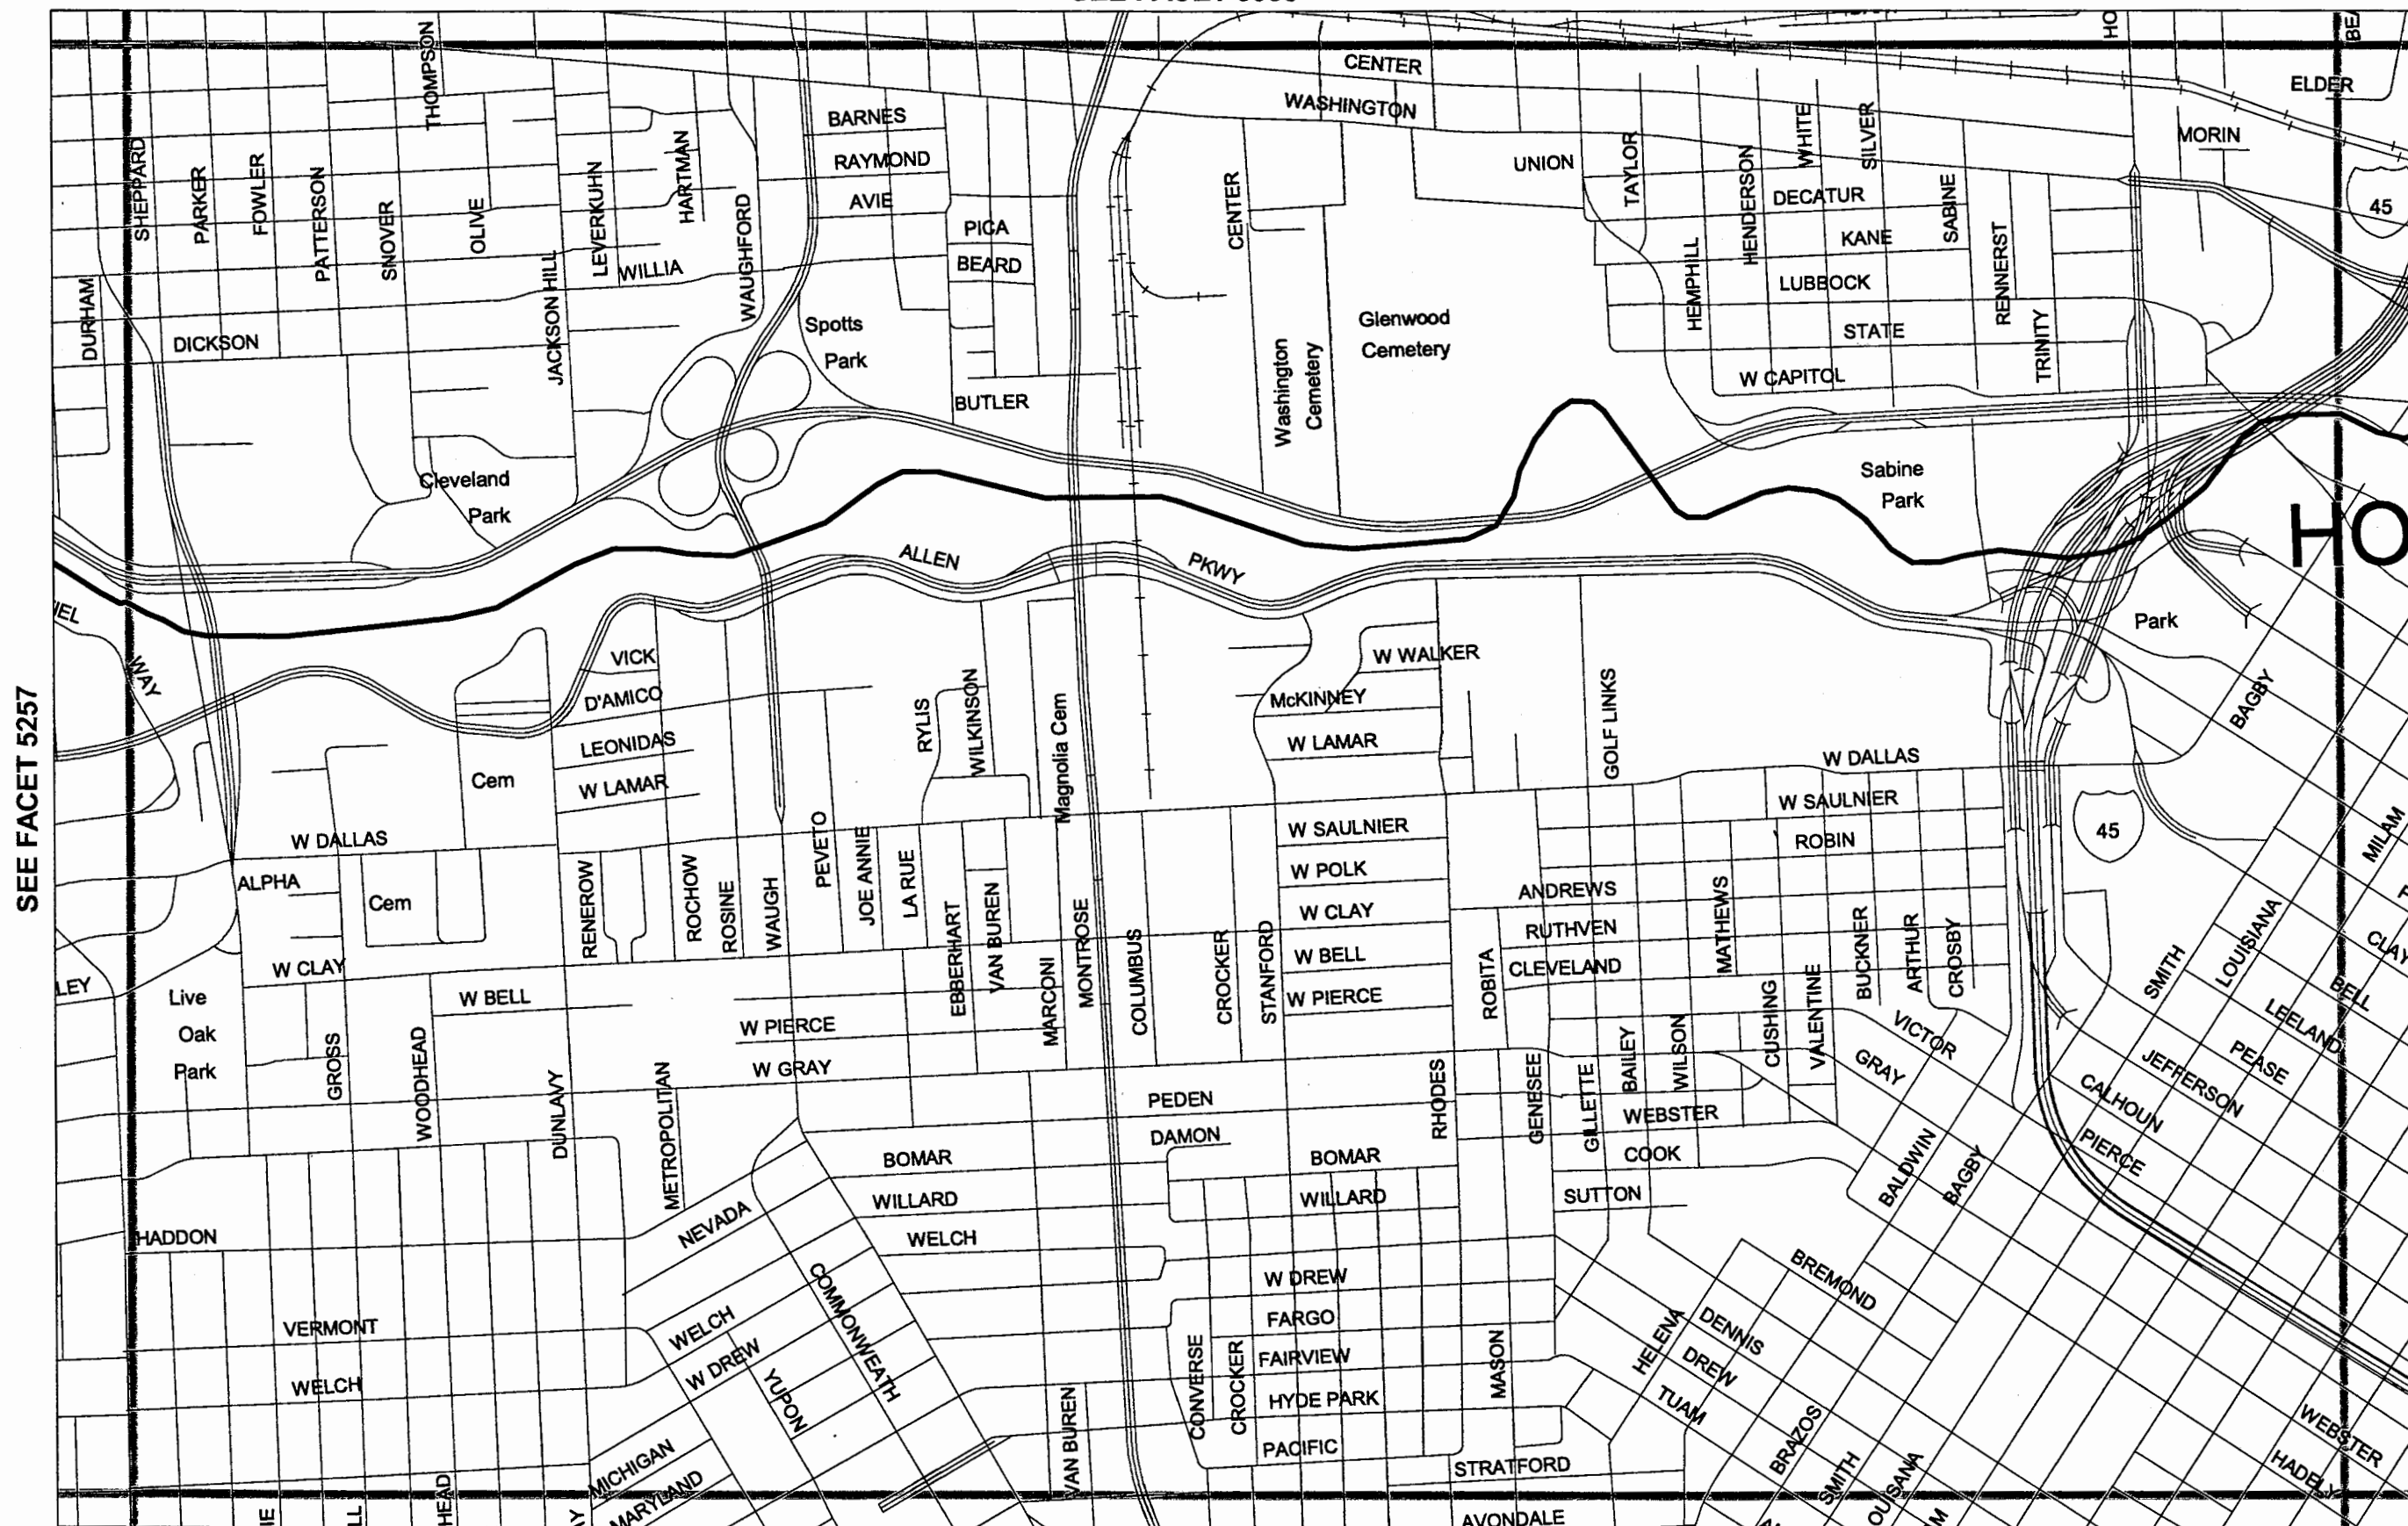 CENTER
WASHINGTON
ELDER
THOMPSON
BARNES
MORIN
RAYMOND
UNION
TAYLOR
WHITE
SILVER
SHEPPARD
PARKER
FOWLER
PATTERSON
SNOVER
OLIVE
LEVERKUHN
HARTMAN
WAUGHFORD
AVIE
CENTER
HENDERSON
DECATUR
SABINE
45
PICA
KANE
BEARD
WILLIA
HEMPHILL
LUBBOCK
RENNERST
DURHAM
DICKSON
JACKSON HILL
Spotts
Park
Glenwood
Cemetery
STATE
TRINITY
Washington
Cemetery
W CAPITOL
BUTLER
Cleveland
Park
Sabine
Park
HO
ALLEN
PKWY
IEL
WAY
Park
VICK
W WALKER
D'AMICO
McKINNEY
RYLIS
WILKINSON
Magnolia Cem
GOLF LINKS
BAGBY
LEONIDAS
W LAMAR
SEE FACET 5257
Cem
W LAMAR
W DALLAS
W SAULNIER
W DALLAS
W SAULNIER
ROBIN
45
MILAM
PEVETO
JOE ANNIE
LA RUE
W POLK
ALPHA
Cem
RENEROW
ROCHOW
ROSINE
WAUGH
EBBERHART
VAN BUREN
MARCONI
MONTROSE
COLUMBUS
CROCKER
STANFORD
W CLAY
ANDREWS
RUTHVEN
MATHEWS
BUCKNER
ARTHUR
CROSBY
W BELL
CLEVELAND
ROBITA
SMITH
LOUISIANA
CLAY
W CLAY
LEY
Live
Oak
Park
W BELL
W PIERCE
W PIERCE
CUSHING
VALENTINE
BELL
LEELAND
VICTOR
GROSS
WOODHEAD
DUNLAVY
METROPOLITAN
W GRAY
RHODES
GENESEE
GILLETTE
BAILEY
WILSON
GRAY
PEASE
JEFFERSON
CALHOUN
PIERCE
PEDEN
WEBSTER
DAMON
BOMAR
BOMAR
COOK
WILLARD
WILLARD
SUTTON
BALDWIN
BAGBY
HADDON
NEVADA
WELCH
W DREW
BREMOND
COMMONWEATH
FARGO
VERMONT
WELCH
W DREW
FAIRVIEW
HELENA
DENNIS
DREW
TUAM
WELCH
YUPON
CONVERSE
CROCKER
HYDE PARK
MASON
VAN BUREN
PACIFIC
STRATFORD
BRAZOS
SMITH
WEBSTER
HADELY
MICHIGAN
MARYLAND
HEAD
OUISANA
AVONDALE